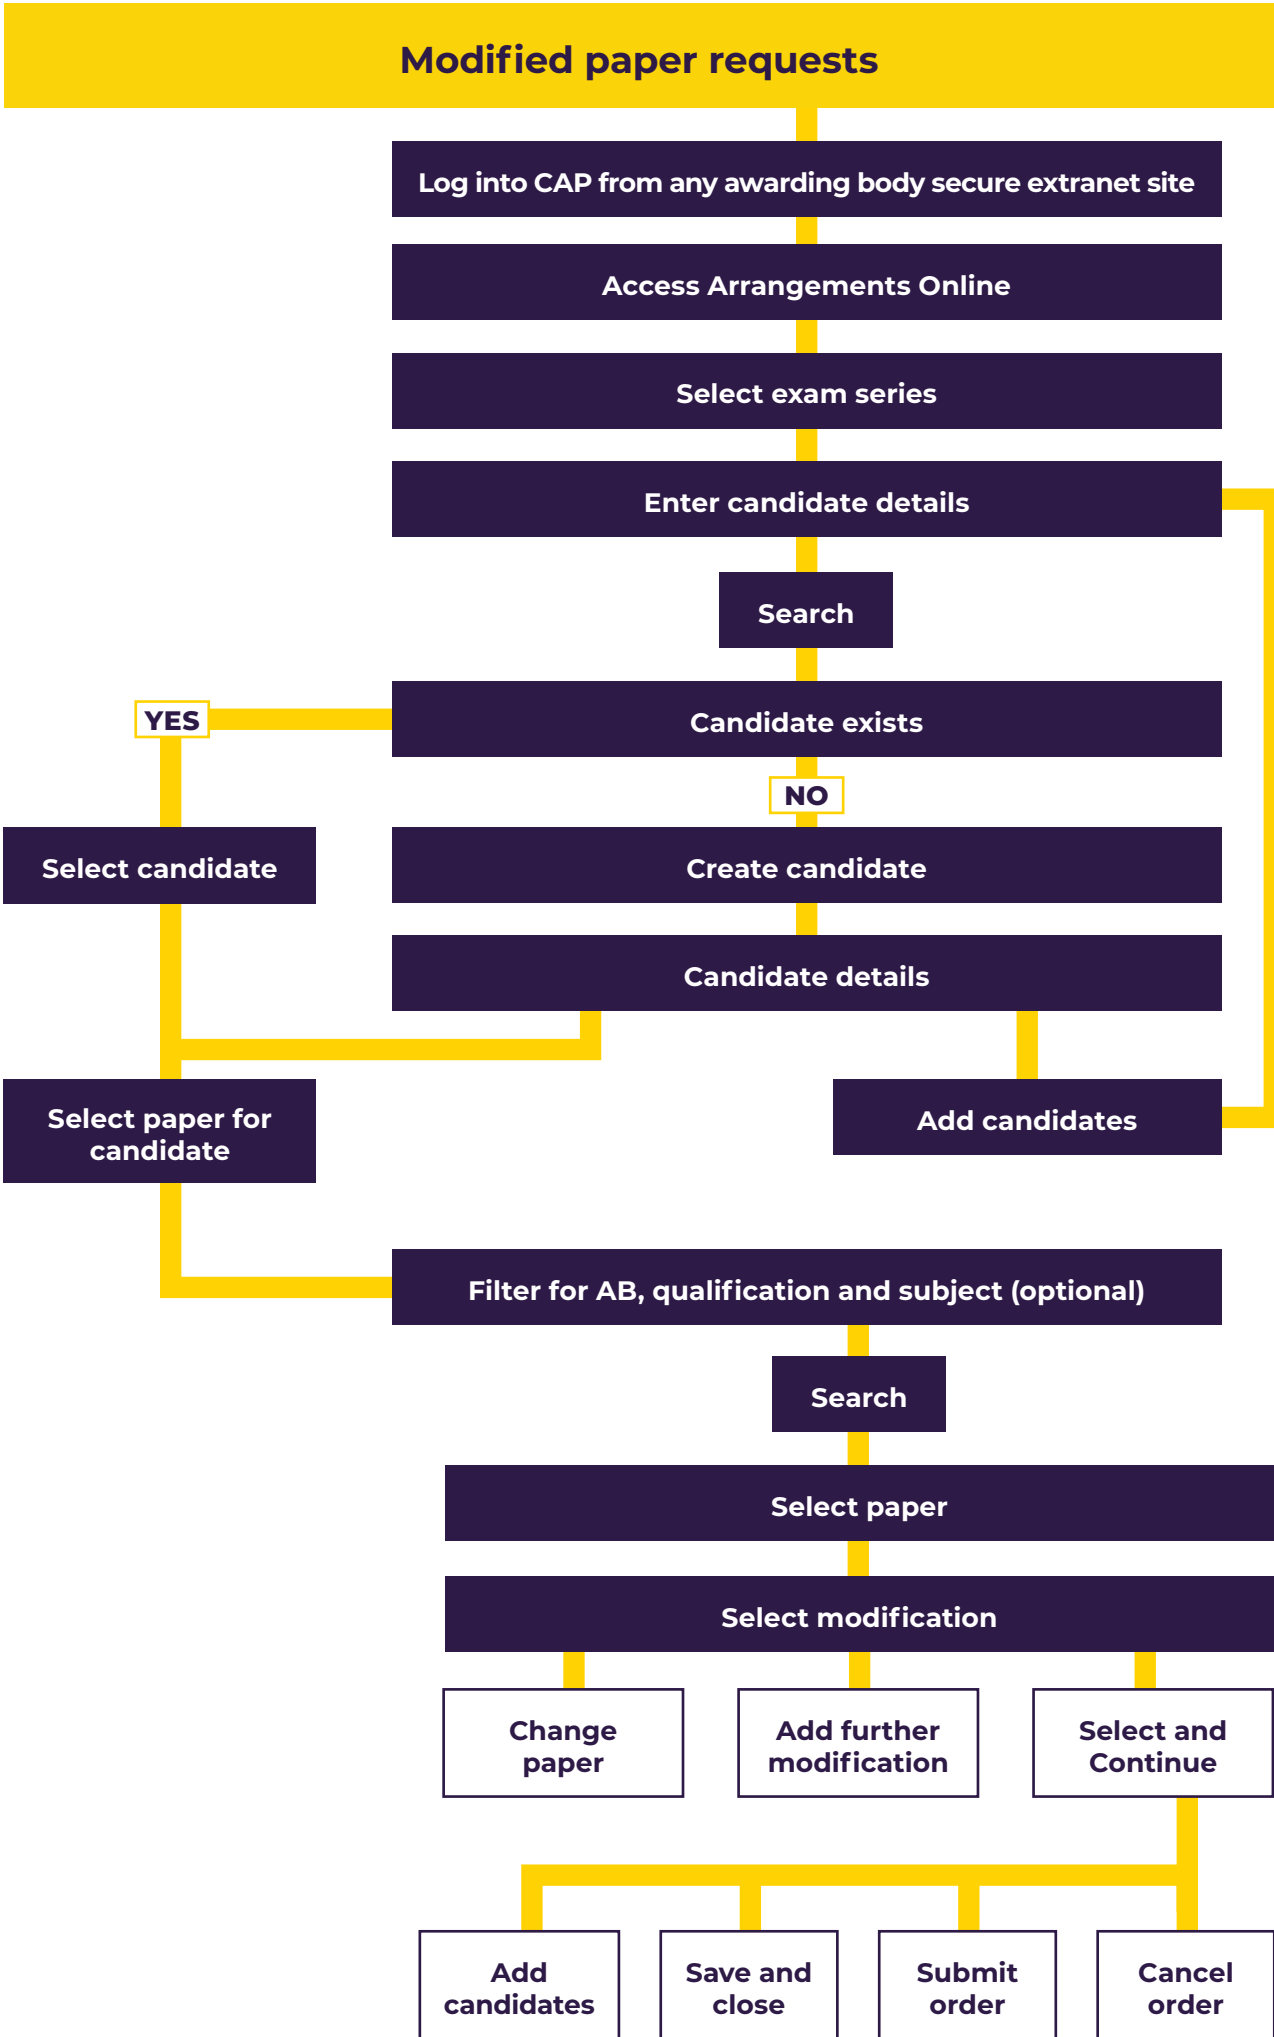 Modified paper requests
Log into CAP from any awarding body secure extranet site
Access Arrangements Online
Select exam series
Enter candidate details
Search
YES
Candidate exists
NO
Select candidate
Create candidate
Candidate details
Select paper for
candidate
Add candidates
Filter for AB, qualification and subject (optional)
Search
Select paper
Select modification
Change
paper
Add further
modification
Select and
Continue
Add
candidates
Save and
close
Submit
order
Cancel
order